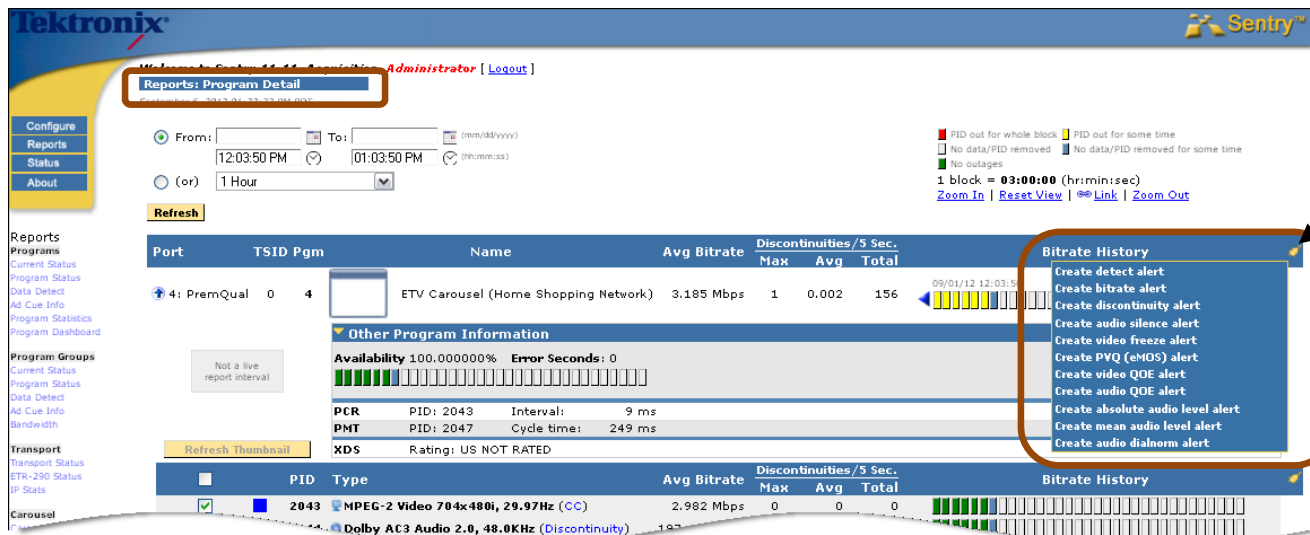 Tektronix
Sentry™
Administrator [ Logout ]
Reports: Program Detail
Configure
Reports
Status
About
From: To: (mm/dd/yyyy)
12:03:50 PM 01:03:50 PM (hh:mm:ss)
(or) 1 Hour
Refresh
PID out for whole block PID out for some time
No data/PID removed No data/PID removed for some time
No outages
1 block = 03:00:00 (hr:min:sec)
Zoom In | Reset View | Link | Zoom Out
Reports
Programs
Current Status
Program Status
Data Detect
Ad Cue Info
Program Statistics
Program Dashboard
Program Groups
Current Status
Program Status
Data Detect
Ad Cue Info
Bandwidth
Transport
Transport Status
ETR-290 Status
IP Stats
Carousel
Port TSID Pgm Name Avg Bitrate Discontinuities/5 Sec. Bitrate History
Max Avg Total
4: PremQual 0 4 ETV Carousel (Home Shopping Network) 3.185 Mbps 1 0.002 156
09/01/12 12:03:50
Create detect alert
Create bitrate alert
Create discontinuity alert
Create audio silence alert
Create video freeze alert
Create PVQ (eMOS) alert
Create video QOE alert
Create audio QOE alert
Create absolute audio level alert
Create mean audio level alert
Create audio dialnorm alert
Not a live
report interval
Refresh Thumbnail
Other Program Information
Availability 100.000000% Error Seconds: 0
PCR PID: 2043 Interval: 9 ms
PMT PID: 2047 Cycle time: 249 ms
XDS Rating: US NOT RATED
PID Type Avg Bitrate Discontinuities/5 Sec. Bitrate History
Max Avg Total
2043 MPEG-2 Video 704x480i, 29.97Hz (CC) 2.982 Mbps 0 0 0
Dolby AC3 Audio 2.0, 48.0KHz (Discontinuity)